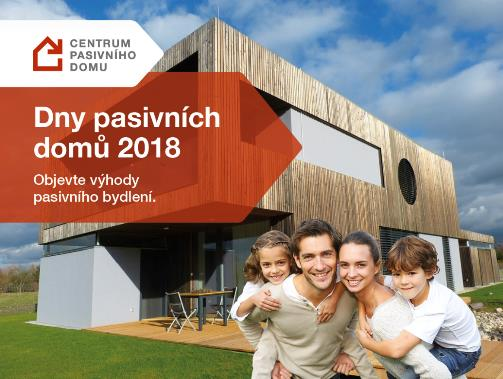 CENTRUM
PASIVNÍHO
DOMU
Dny pasivních
domů 2018
Objevte výhody
pasivního bydlení.